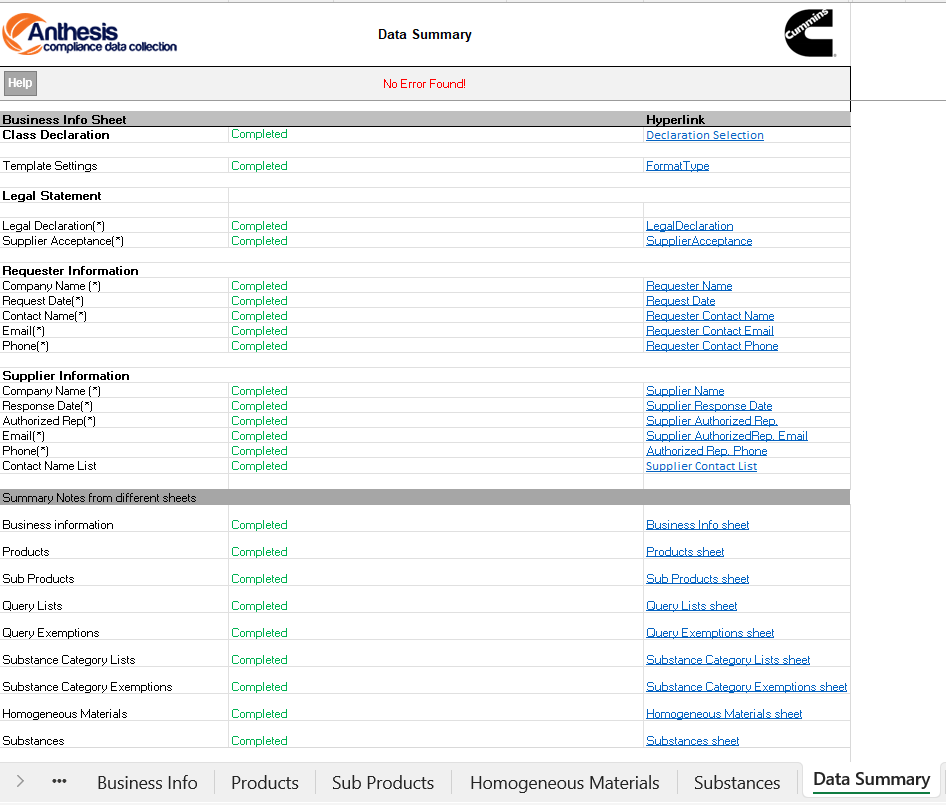 Anthesis
compliance data collection
Data Summary
Cummins
Help
No Error Found!
Business Info Sheet Hyperlink
Class Declaration Completed Declaration Selection
Template Settings Completed FormatType
Legal Statement
Legal Declaration(*) Completed LegalDeclaration
Supplier Acceptance(*) Completed SupplierAcceptance
Requester Information
Company Name (*) Completed Requester Name
Request Date(*) Completed Request Date
Contact Name(*) Completed Requester Contact Name
Email(*) Completed Requester Contact Email
Phone(*) Completed Requester Contact Phone
Supplier Information
Company Name (*) Completed Supplier Name
Response Date(*) Completed Supplier Response Date
Authorized Rep(*) Completed Supplier Authorized Rep.
Email(*) Completed Supplier AuthorizedRep. Email
Phone(*) Completed Authorized Rep. Phone
Contact Name List Completed Supplier Contact List
Summary Notes from different sheets
Business information Completed Business Info sheet
Products Completed Products sheet
Sub Products Completed Sub Products sheet
Query Lists Completed Query Lists sheet
Query Exemptions Completed Query Exemptions sheet
Substance Category Lists Completed Substance Category Lists sheet
Substance Category Exemptions Completed Substance Category Exemptions sheet
Homogeneous Materials Completed Homogeneous Materials sheet
Substances Completed Substances sheet
Business Info Products Sub Products Homogeneous Materials Substances Data Summary